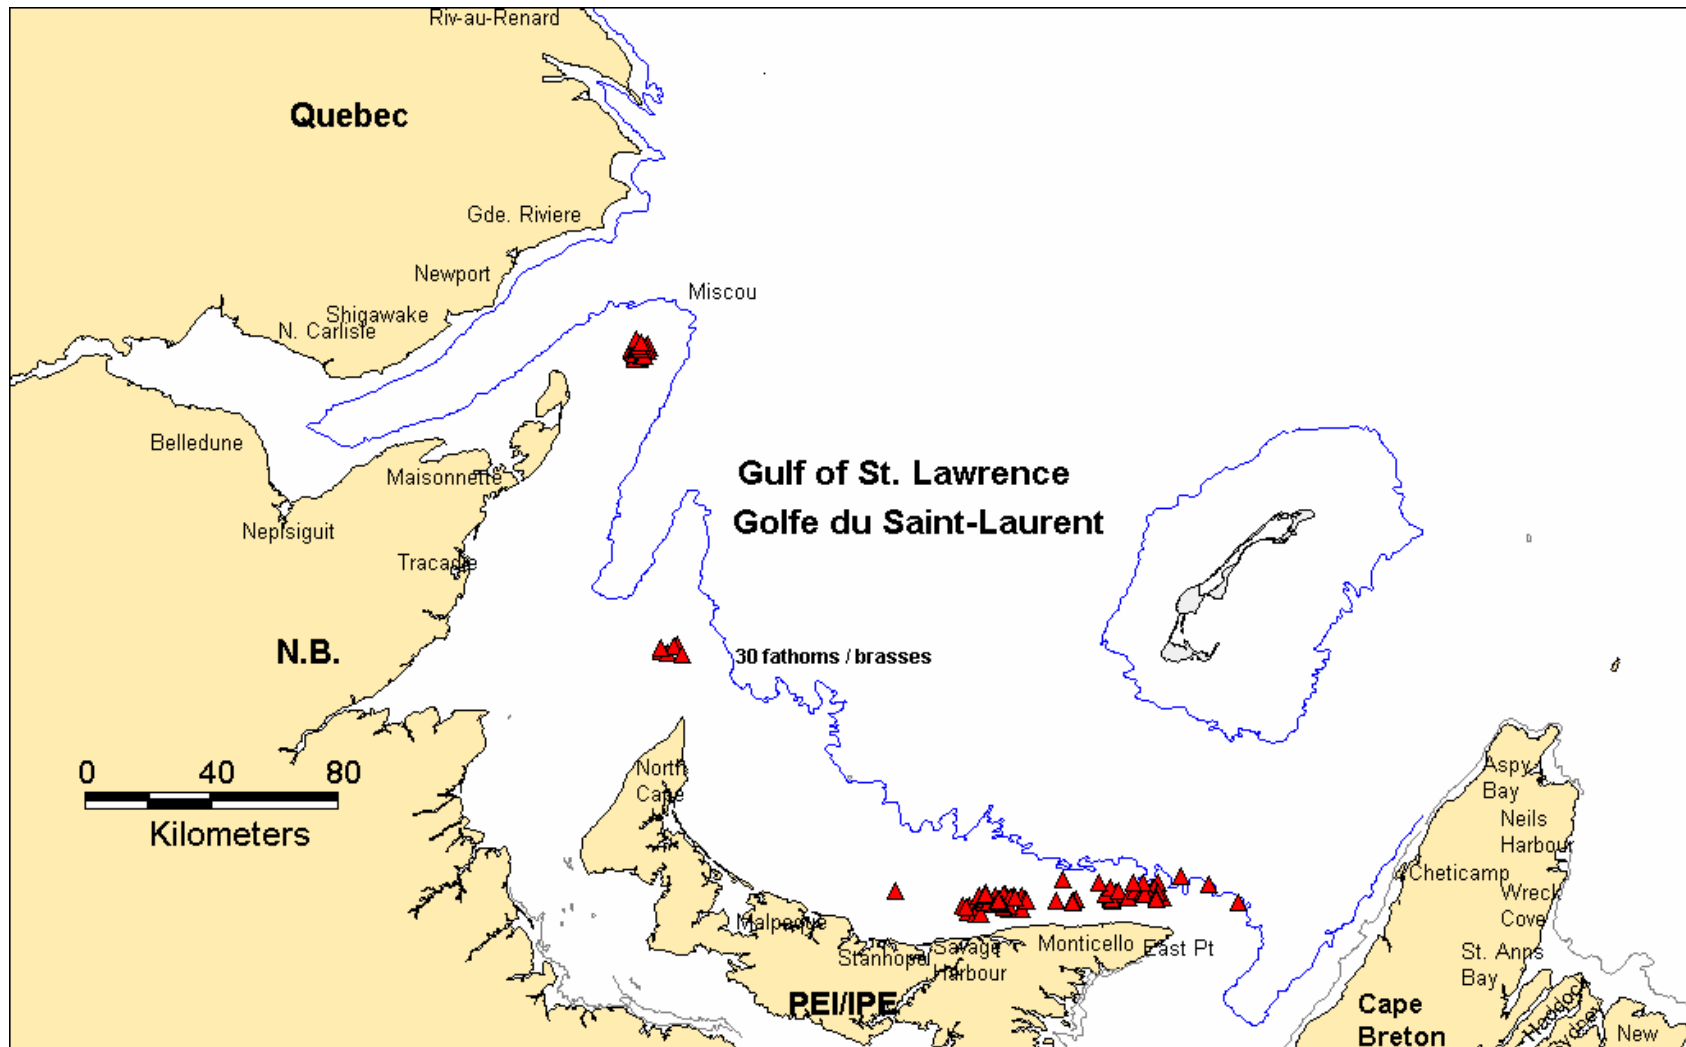 Riv-au-Renard
Quebec
Gde. Riviere
Newport
Miscou
Shigawake
N. Carlisle
Belledune
Maisonnette
Gulf of St. Lawrence
Golfe du Saint-Laurent
Nepisiguit
Tracadie
N.B.
30 fathoms / brasses
0 40 80
Kilometers
North
Cape
Aspy
Bay
Neils
Harbour
Cheticamp
Wreck
Cove
Malpeque
Stanhope
Savage
Harbour
Monticello
East Pt
St. Anns
Bay
PEI/IPE
Cape
Breton
Haddock
Sydney
New